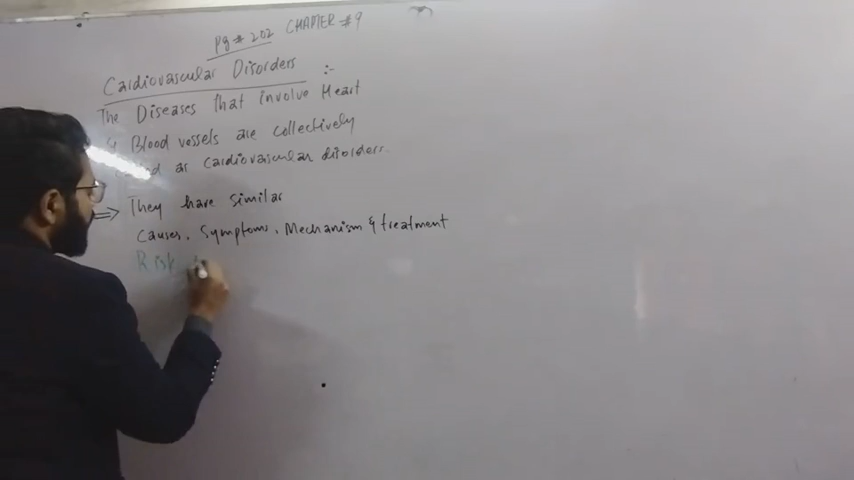 Pg # 202 CHAPTER # 9
Cardiovascular Disorders :-
The Diseases that involve Heart
& Blood vessels are collectively
as cardiovascular disorders.
⇒ They have similar
Causes, Symptoms, Mechanism & treatment
Risk